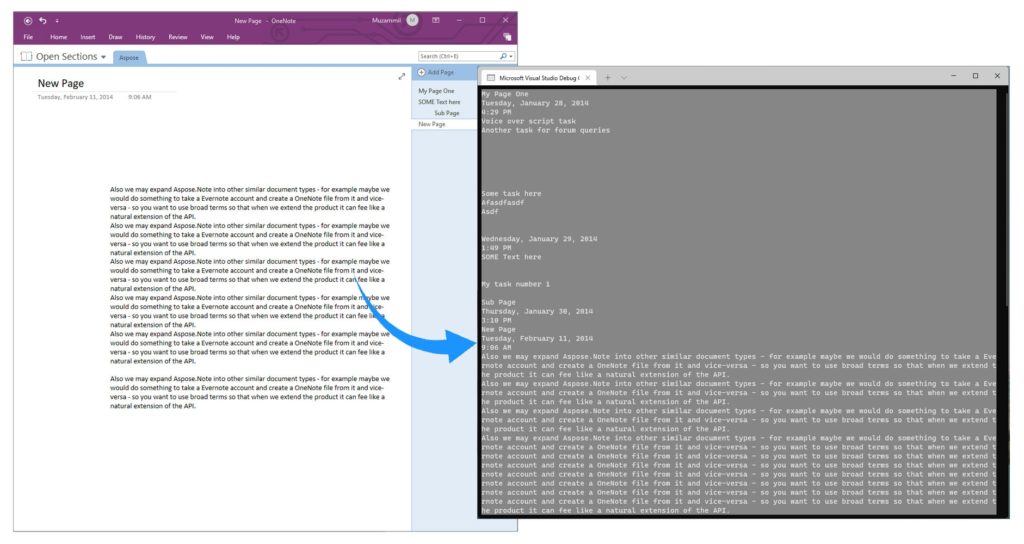 New Page - OneNote
Muzammil
M
File Home Insert Draw History Review View Help
Open Sections
Aspose
Search (Ctrl+E)
New Page
Tuesday, February 11, 2014 9:06 AM
Add Page
My Page One
SOME Text here
Sub Page
New Page
Also we may expand Aspose.Note into other similar document types - for example maybe we
would do something to take a Evernote account and create a OneNote file from it and vice-
versa - so you want to use broad terms so that when we extend the product it can fee like a
natural extension of the API.
Also we may expand Aspose.Note into other similar document types - for example maybe we
would do something to take a Evernote account and create a OneNote file from it and vice-
versa - so you want to use broad terms so that when we extend the product it can fee like a
natural extension of the API.
Also we may expand Aspose.Note into other similar document types - for example maybe we
would do something to take a Evernote account and create a OneNote file from it and vice-
versa - so you want to use broad terms so that when we extend the product it can fee like a
natural extension of the API.
Also we may expand Aspose.Note into other similar document types - for example maybe we
would do something to take a Evernote account and create a OneNote file from it and vice-
versa - so you want to use broad terms so that when we extend the product it can fee like a
natural extension of the API.
Also we may expand Aspose.Note into other similar document types - for example maybe we
would do something to take a Evernote account and create a OneNote file from it and vice-
versa - so you want to use broad terms so that when we extend the product it can fee like a
natural extension of the API.
Also we may expand Aspose.Note into other similar document types - for example maybe we
would do something to take a Evernote account and create a OneNote file from it and vice-
versa - so you want to use broad terms so that when we extend the product it can fee like a
natural extension of the API.
Microsoft Visual Studio Debug C
My Page One
Tuesday, January 28, 2014
4:29 PM
Voice over script task
Another task for forum queries
Some task here
Afasdfasdf
Asdf
Wednesday, January 29, 2014
1:49 PM
SOME Text here
My task number 1
Sub Page
Thursday, January 30, 2014
3:10 PM
New Page
Tuesday, February 11, 2014
9:06 AM
Also we may expand Aspose.Note into other similar document types - for example maybe we would do something to take a Eve
rnote account and create a OneNote file from it and vice-versa - so you want to use broad terms so that when we extend t
he product it can fee like a natural extension of the API.
Also we may expand Aspose.Note into other similar document types - for example maybe we would do something to take a Eve
rnote account and create a OneNote file from it and vice-versa - so you want to use broad terms so that when we extend t
he product it can fee like a natural extension of the API.
Also we may expand Aspose.Note into other similar document types - for example maybe we would do something to take a Eve
rnote account and create a OneNote file from it and vice-versa - so you want to use broad terms so that when we extend t
he product it can fee like a natural extension of the API.
Also we may expand Aspose.Note into other similar document types - for example maybe we would do something to take a Eve
rnote account and create a OneNote file from it and vice-versa - so you want to use broad terms so that when we extend t
rnote account and create a OneNote file from it and vice-versa - so you want to use broad terms so that when we extend t
rnote account and create a OneNote file from it and vice-versa - so you want to use broad terms so that when we extend t
rnote account and create a OneNote file from it and vice-versa - so you want to use broad terms so that when we extend t
rnote account and create a OneNote file from it and vice-versa - so you want to use broad terms so that when we extend t
rnote account and create a OneNote file from it and vice-versa - so you want to use broad terms so that when we extend t
rnote account and create a OneNote file from it and vice-versa - so you want to use broad terms so that when we extend t
he product it can fee like a natural extension of the API.